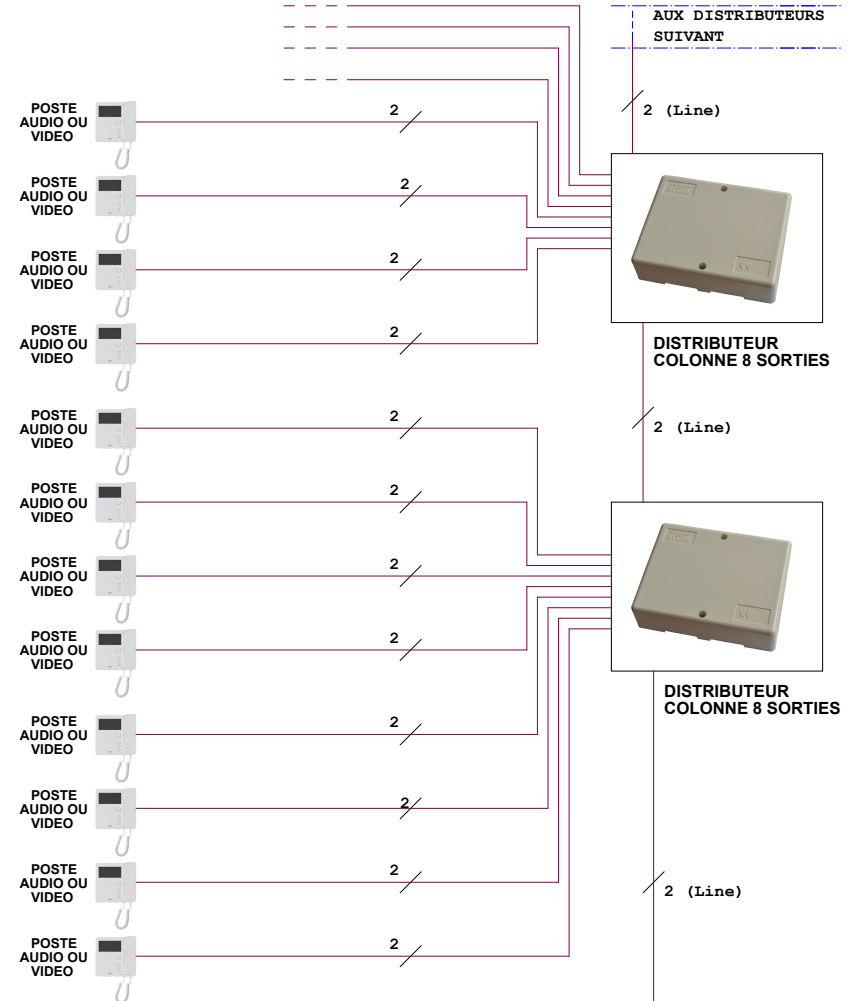 AUX DISTRIBUTEURS
SUIVANT
2 (Line)
POSTE
AUDIO OU
VIDEO
2
POSTE
AUDIO OU
VIDEO
2
POSTE
AUDIO OU
VIDEO
2
POSTE
AUDIO OU
VIDEO
2
DISTRIBUTEUR
COLONNE 8 SORTIES
2 (Line)
POSTE
AUDIO OU
VIDEO
2
POSTE
AUDIO OU
VIDEO
2
POSTE
AUDIO OU
VIDEO
2
POSTE
AUDIO OU
VIDEO
2
DISTRIBUTEUR
COLONNE 8 SORTIES
POSTE
AUDIO OU
VIDEO
2
POSTE
AUDIO OU
VIDEO
2
POSTE
AUDIO OU
VIDEO
2
2 (Line)
POSTE
AUDIO OU
VIDEO
2